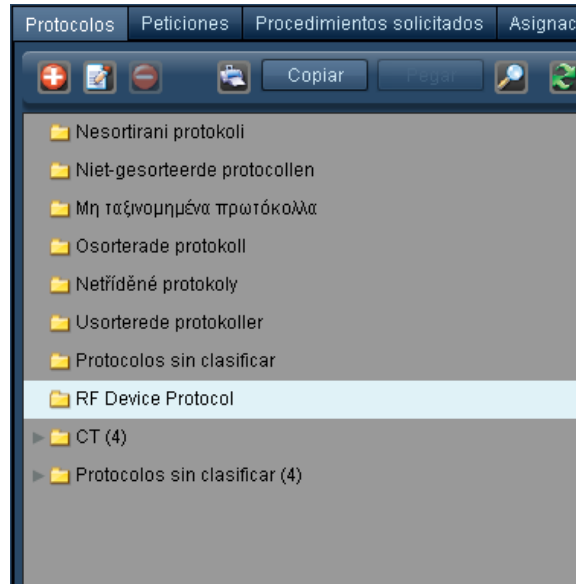 Protocolos Peticiones Procedimientos solicitados Asignac
Copiar Pegar
Nesortirani protokoli
Niet-gesorteerde protocollen
Μη ταξινομημένα πρωτόκολλα
Osorterade protokoll
Netříděné protokoly
Usorterede protokoller
Protocolos sin clasificar
RF Device Protocol
CT (4)
Protocolos sin clasificar (4)